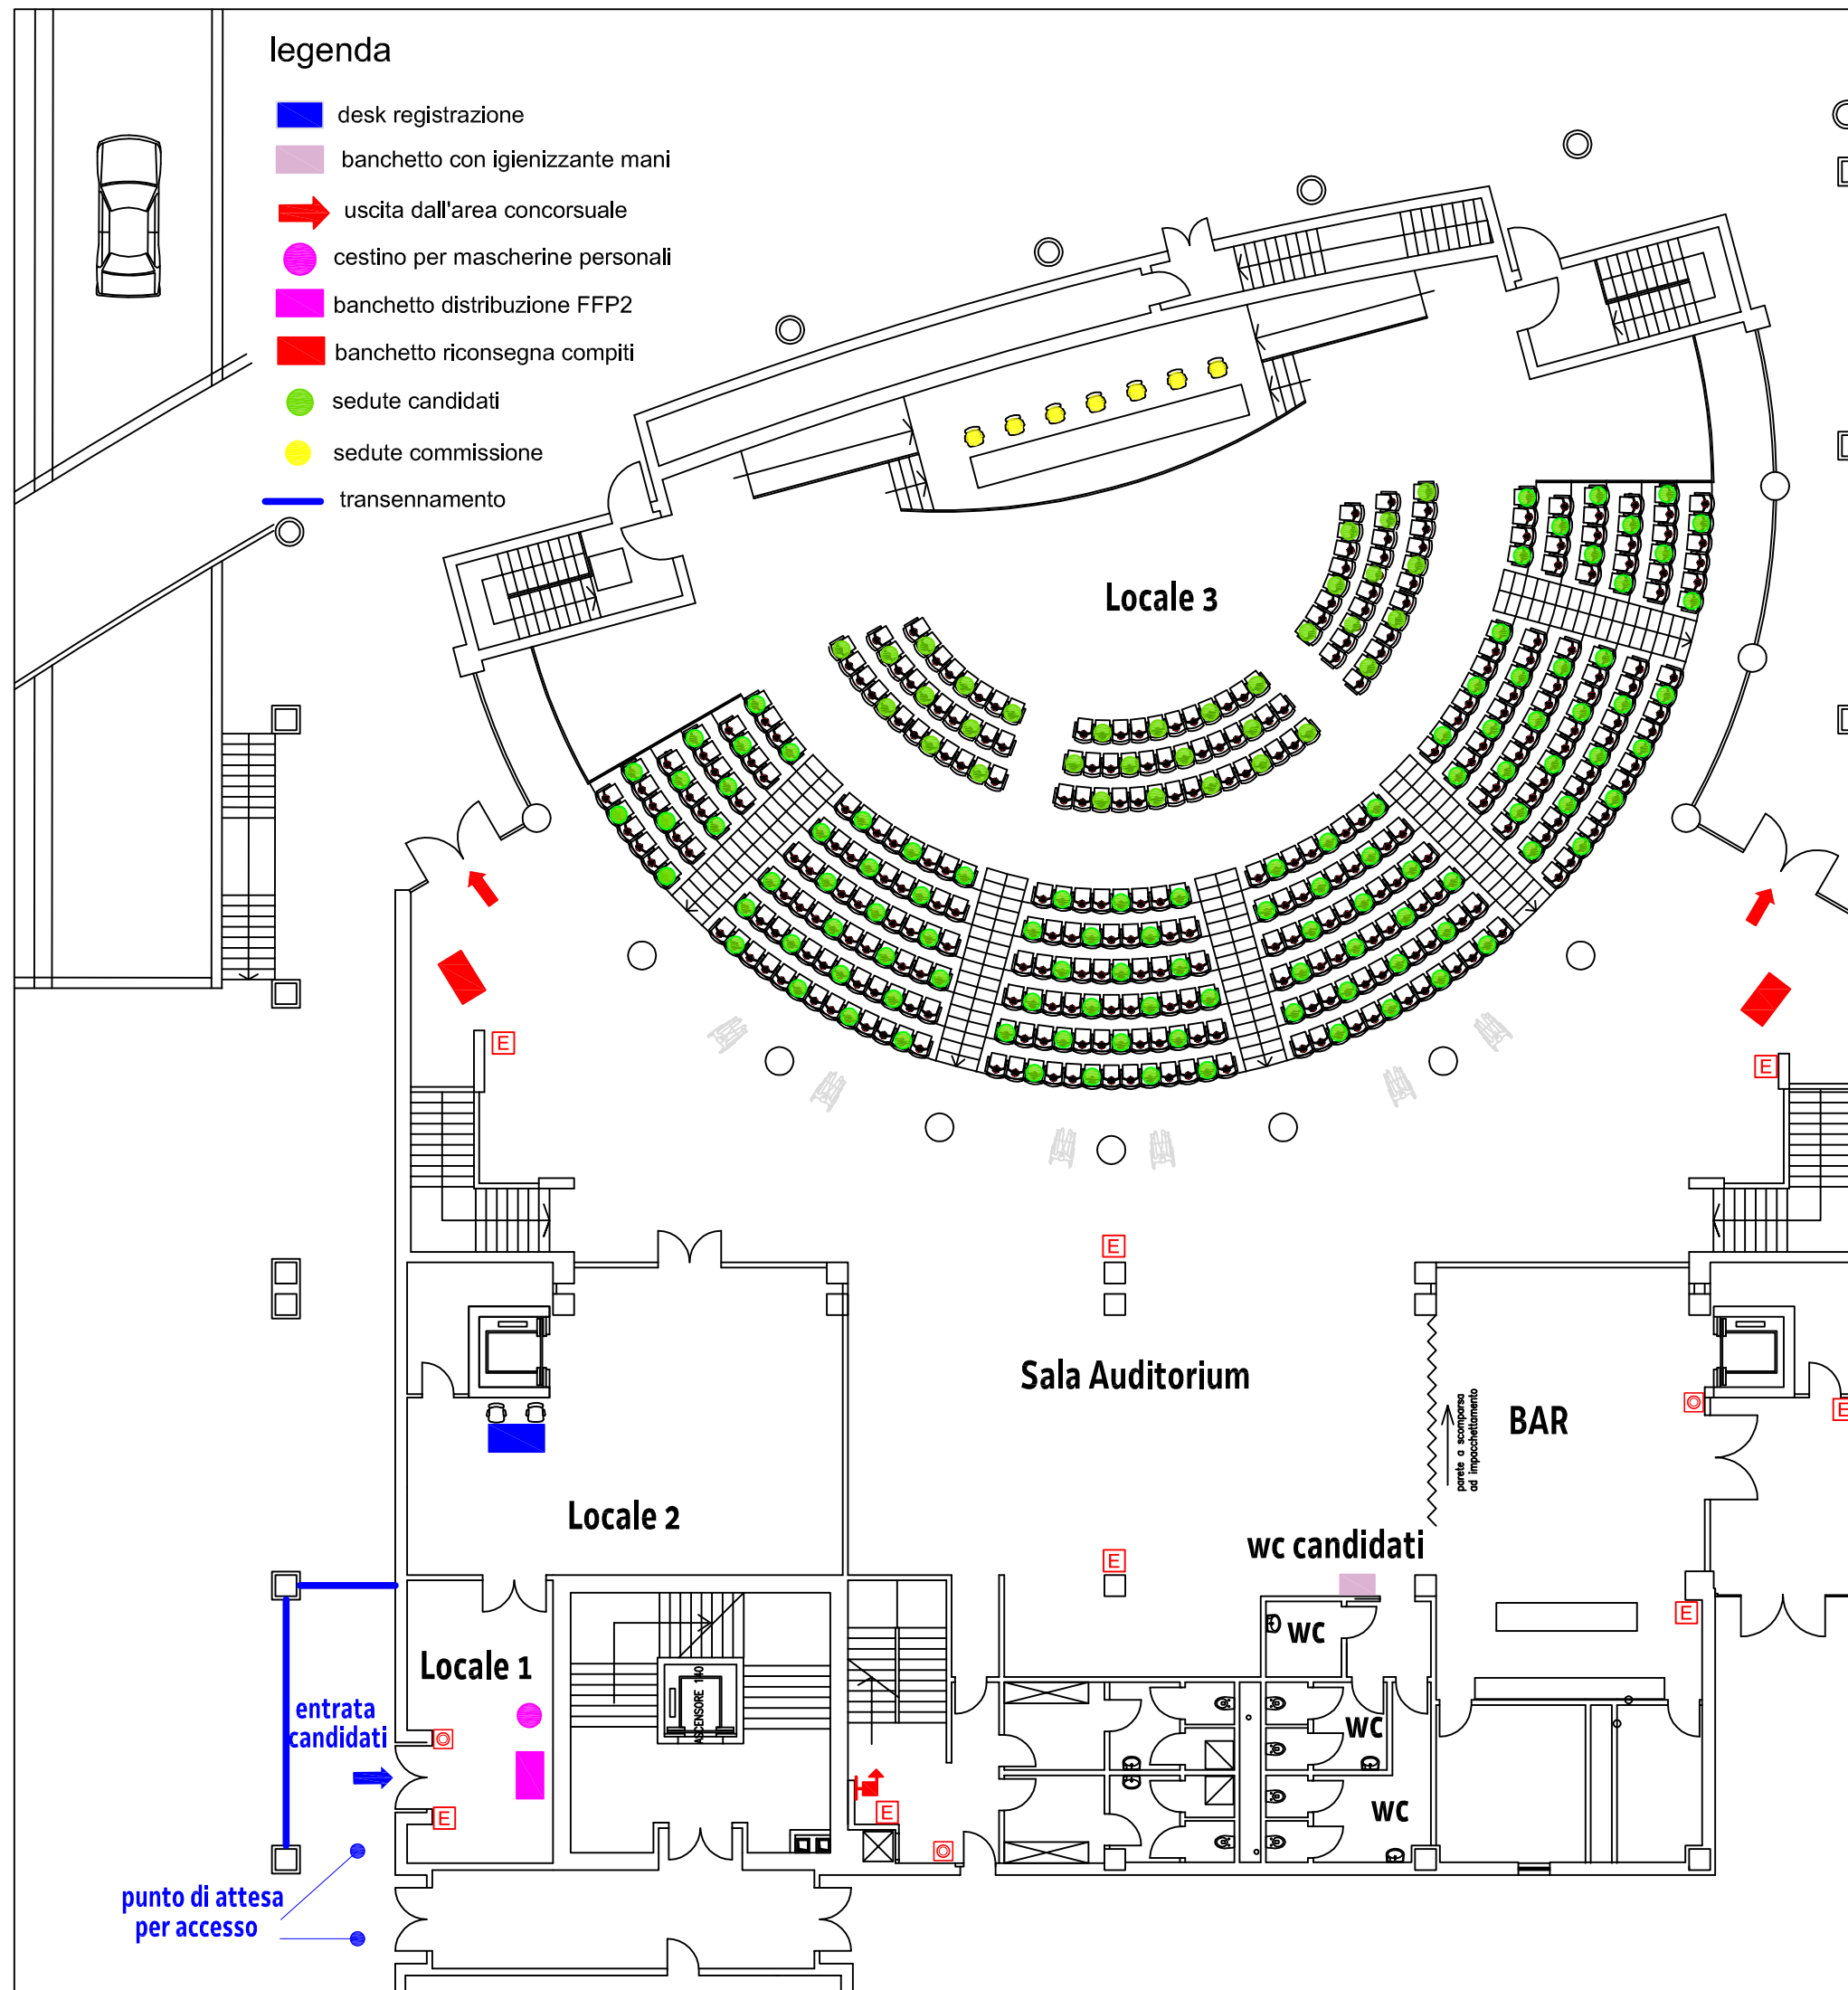 legenda
desk registrazione
banchetto con igienizzante mani
uscita dall'area concorsuale
cestino per mascherine personali
banchetto distribuzione FFP2
banchetto riconsegna compiti
sedute candidati
sedute commissione
transennamento
Locale 3
E
E
E
Sala Auditorium
BAR
parete a scomparsa
ad impacchettamento
E
Locale 2
wc candidati
E
E
wc
Locale 1
ASCENSORE 1140
entrata
candidati
wc
E
E
wc
punto di attesa
per accesso